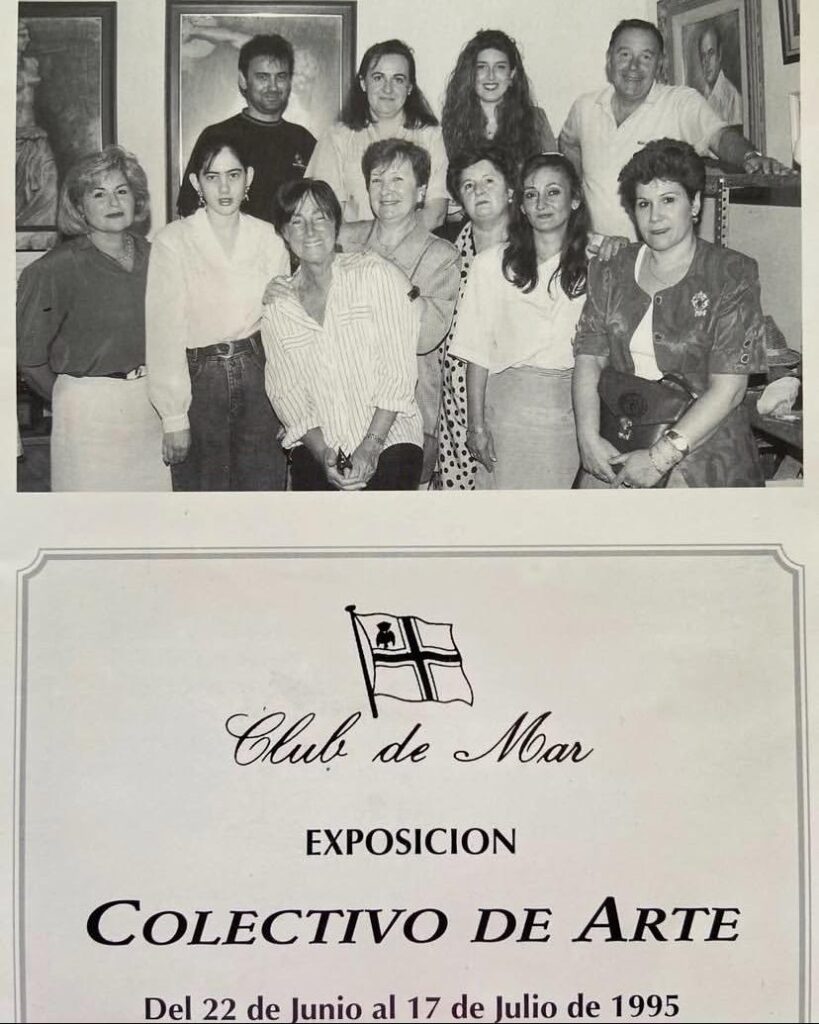 Club de Mar
EXPOSICION
COLECTIVO DE ARTE
Del 22 de Junio al 17 de Julio de 1995